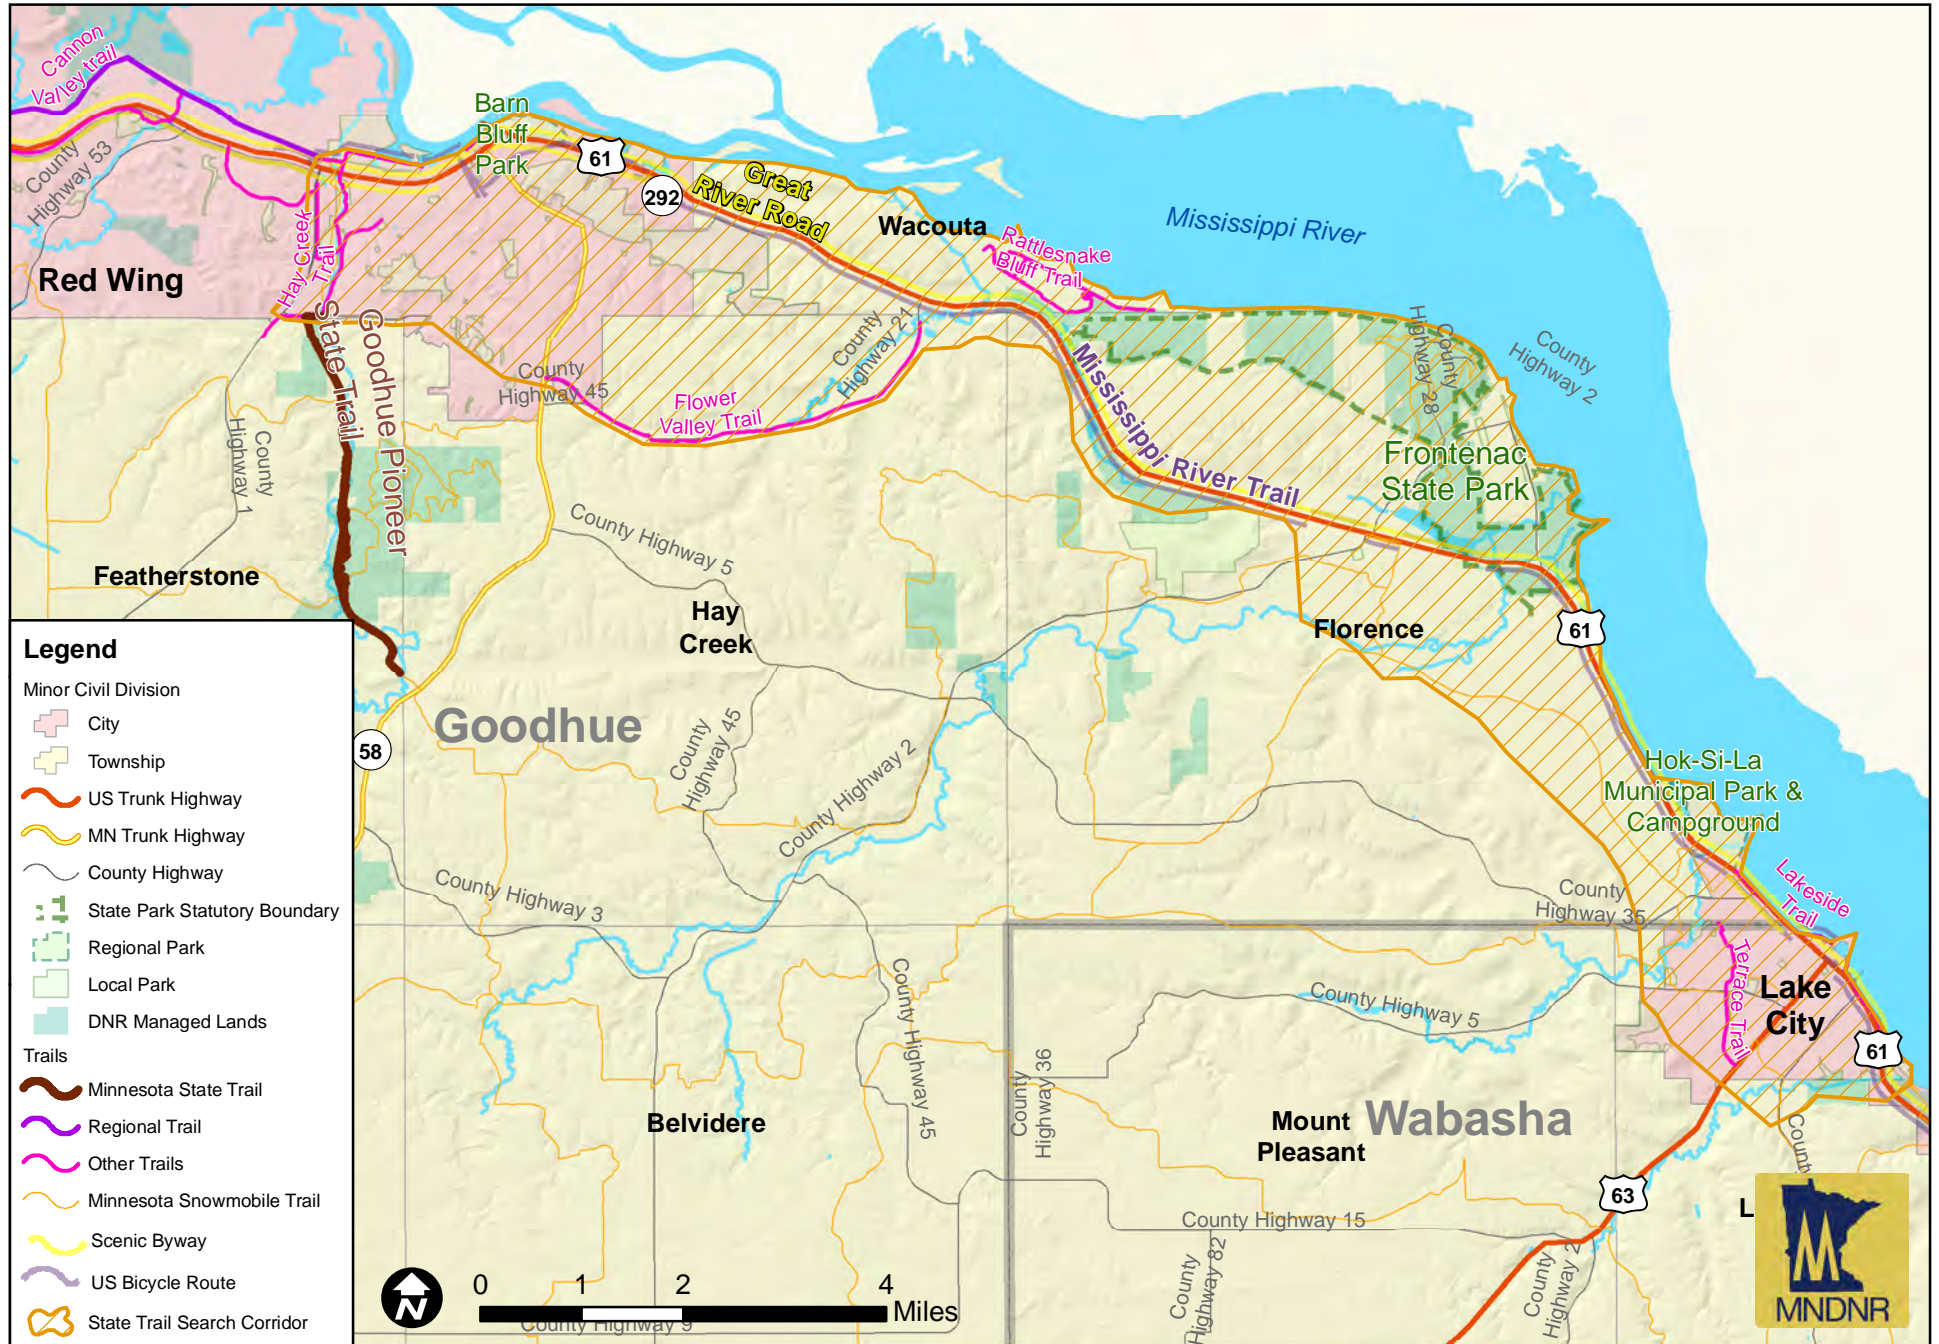 Cannon
Valley trail
County
Highway 53
Barn
Bluff
Park
61
292
Great
River Road
Wacouta
Rattlesnake
Bluff Trail
Mississippi River
Red Wing
Hay Creek
Trail
Goodhue Pioneer
State Trail
County
Highway 21
County
Highway 45
Flower
Valley Trail
Mississippi River Trail
County
Highway 28
County
Highway 2
Frontenac
State Park
County
Highway 1
County Highway 5
Featherstone
Hay
Creek
Florence
61
Goodhue
58
County
Highway 45
County Highway 2
Hok-Si-La
Municipal Park &
Campground
County Highway 3
County
Highway 35
Lakeside
Trail
Terrace Trail
Lake
City
61
County Highway 45
County
Highway 36
County Highway 5
Belvidere
Mount
Pleasant
Wabasha
County
63
County Highway 15
County
Highway 82
County
Highway 2
L
County Highway 9
Legend
Minor Civil Division
City
Township
US Trunk Highway
MN Trunk Highway
County Highway
State Park Statutory Boundary
Regional Park
Local Park
DNR Managed Lands
Trails
Minnesota State Trail
Regional Trail
Other Trails
Minnesota Snowmobile Trail
Scenic Byway
US Bicycle Route
State Trail Search Corridor
N
0 1 2 4
Miles
M
MNDNR